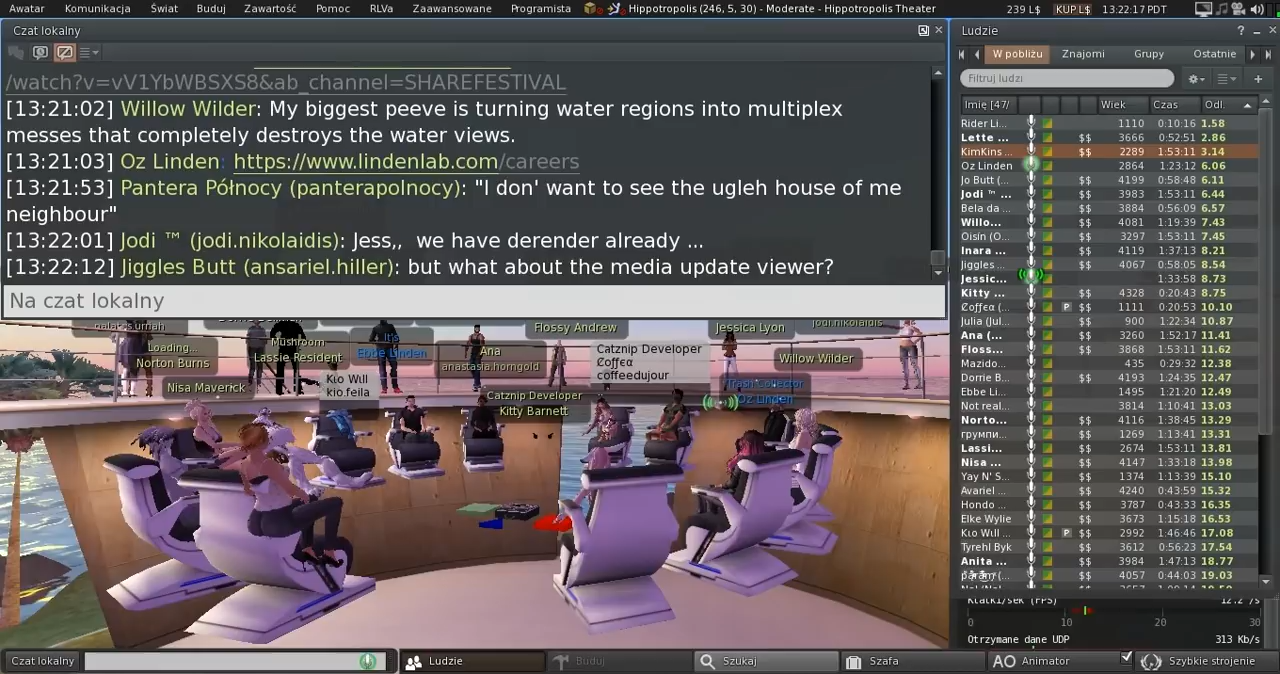 Awatar Komunikacja Świat Buduj Zawartość Pomoc RLVa Zaawansowane Programista Hippotropolis (246, 5, 30) - Moderate - Hippotropolis Theater 239 L$ KUP L$ 13:22:17 PDT
Czat lokalny
/watch?v=vV1YbWBSXS8&ab_channel=SHAREFESTIVAL
[13:21:02] Willow Wilder: My biggest peeve is turning water regions into multiplex
messes that completely destroys the water views.
[13:21:03] Oz Linden: https://www.lindenlab.com/careers
[13:21:53] Pantera Północy (panterapolnocy): "I don' want to see the ugleh house of me
neighbour"
[13:22:01] Jodi ™ (jodi.nikolaidis): Jess,,  we have derender already ...
[13:22:12] Jiggles Butt (ansariel.hiller): but what about the media update viewer?
Na czat lokalny
Flossy Andrew
Jessica Lyon
jodi.nikolaidis
Loading...
Norton Burns
Mushroom
Lassie Resident
It's
Ebbe Linden
Ana
anastasia.horngold
Catznip Developer
Coffee
coffeedujour
Willow Wilder
Nisa Maverick
Kιo Wιll
kio.feila
Catznip Developer
Kitty Barnett
Trash Collector
Oz Linden
Ludzie
W pobliżu Znajomi Grupy Ostatnie
Filtruj ludzi
Imię [47/ Wiek Czas Odl.
Rider Li... 1110 0:10:16 1.58
Lette ... $$ 3666 0:52:51 2.86
KimKins ... $$ 2289 1:53:11 3.14
Oz Linden 2864 1:23:12 6.06
Jo Butt (... $$ 4199 0:58:48 6.11
Jodi ™ ... $$ 3983 1:53:11 6.44
Bela da ... $$ 3884 0:56:09 6.57
Willo... $$ 4081 1:19:39 7.43
Oisín (O... $$ 3297 1:53:11 7.45
Inara ... $$ 4119 1:37:13 8.21
Jiggles ... $$ 4067 0:58:05 8.54
Jessic... 1:33:58 8.73
Kitty ... $$ 4328 0:20:43 8.75
P $$ 1111 0:20:53 10.10
Julia (Jul... $$ 900 1:22:34 10.87
Ana (... $$ 3260 1:52:17 11.41
Floss... $$ 3868 1:53:11 11.62
Mazido... 435 0:29:32 12.38
Dorrie B... $$ 4193 1:24:35 12.47
Ebbe Li... 1495 1:21:20 12.49
Not real... 3814 1:10:41 13.03
Norto... $$ 4116 1:38:45 13.29
грумпи... $$ 1269 1:13:41 13.31
Lassi... $$ 2674 1:53:11 13.81
Nisa ... $$ 4147 1:33:18 13.98
Yay N' S... $$ 1374 1:13:39 15.10
Avariel ... $$ 4240 0:43:59 15.32
Hondo ... $$ 3787 0:43:33 16.35
Elke Wylie $$ 3673 1:15:18 16.53
Kιo Wιll ... P $$ 2992 1:46:46 17.08
Tyrehl Byk $$ 3612 0:56:23 17.54
Anita ... $$ 3984 1:47:13 18.77
$$ 4057 0:44:03 19.03
Klatki/sek (FPS) 12.2 /s
0 10 20 30
Otrzymane dane UDP 313 Kb/s
Czat lokalny Ludzie Buduj Szukaj Szafa AO Animator Szybkie strojenie